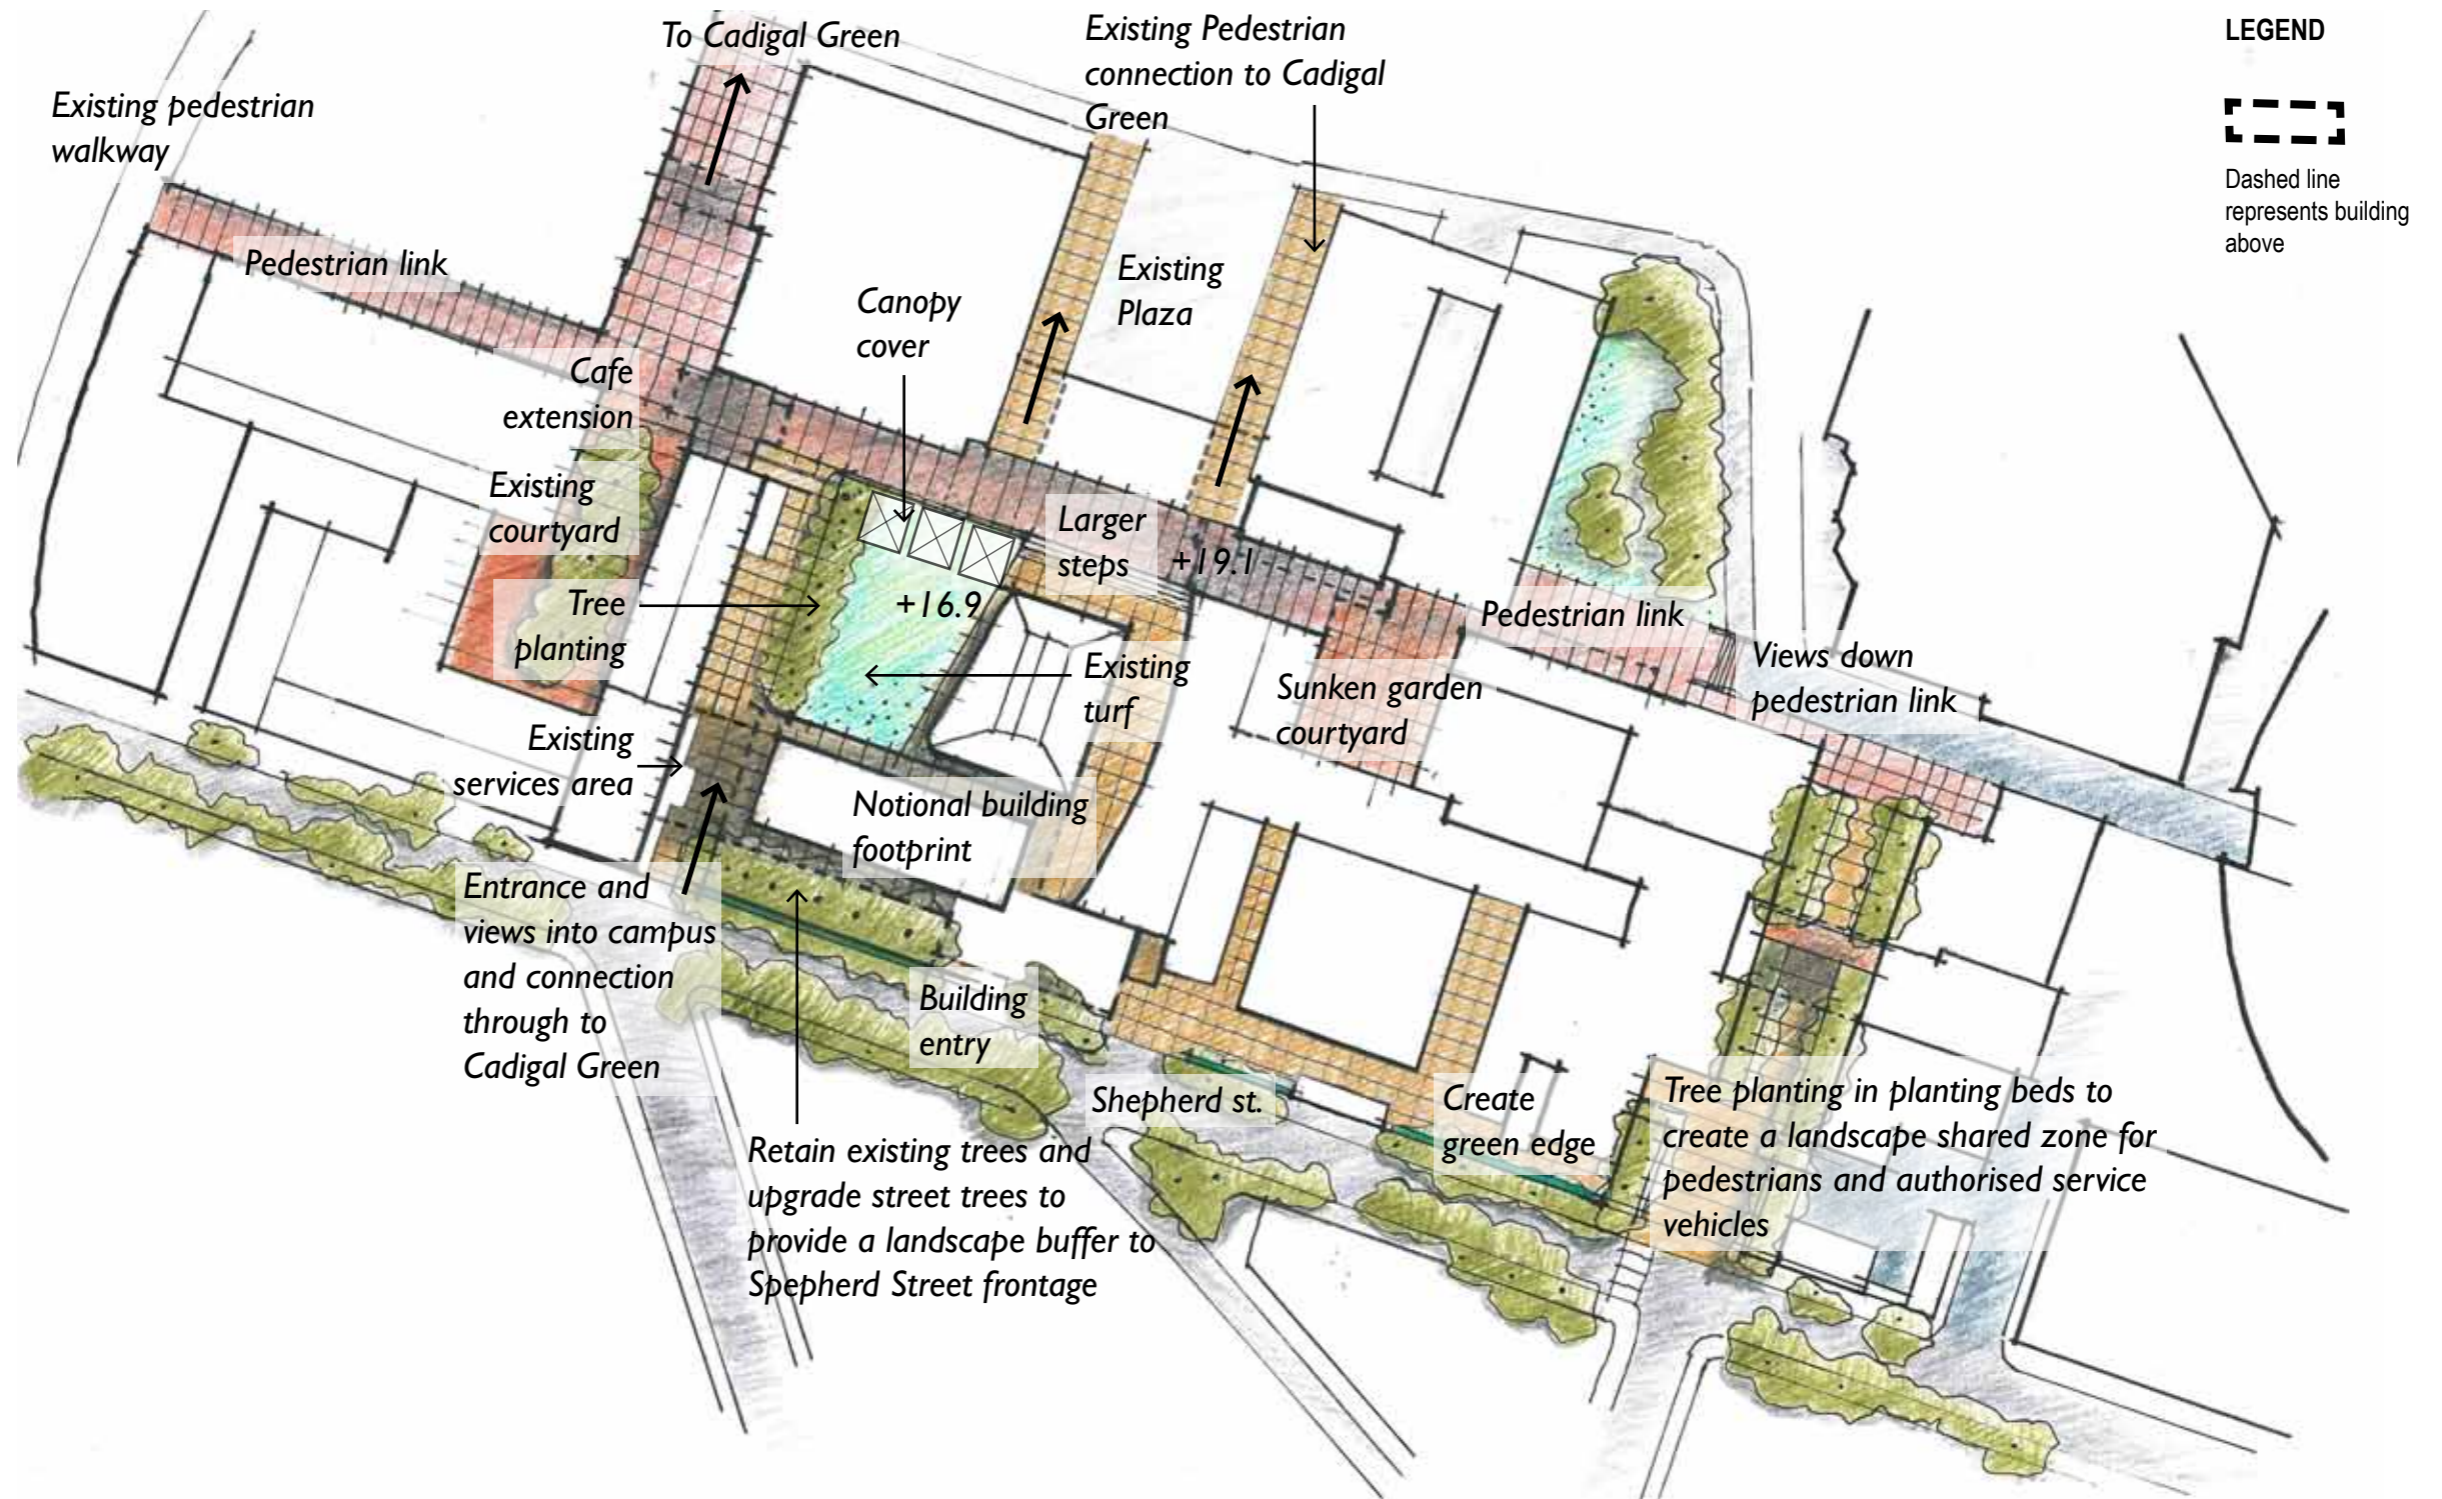 To Cadigal Green
Existing Pedestrian
connection to Cadigal
Green
LEGEND
Dashed line
represents building
above
Existing pedestrian
walkway
Pedestrian link
Canopy
cover
Existing
Plaza
Cafe
extension
Existing
courtyard
Larger
steps
+19.1
+16.9
Tree
planting
Pedestrian link
Existing
turf
Sunken garden
courtyard
Views down
pedestrian link
Existing
services area
Notional building
footprint
Entrance and
views into campus
and connection
through to
Cadigal Green
Building
entry
Shepherd st.
Create
green edge
Tree planting in planting beds to
create a landscape shared zone for
pedestrians and authorised service
vehicles
Retain existing trees and
upgrade street trees to
provide a landscape buffer to
Spepherd Street frontage